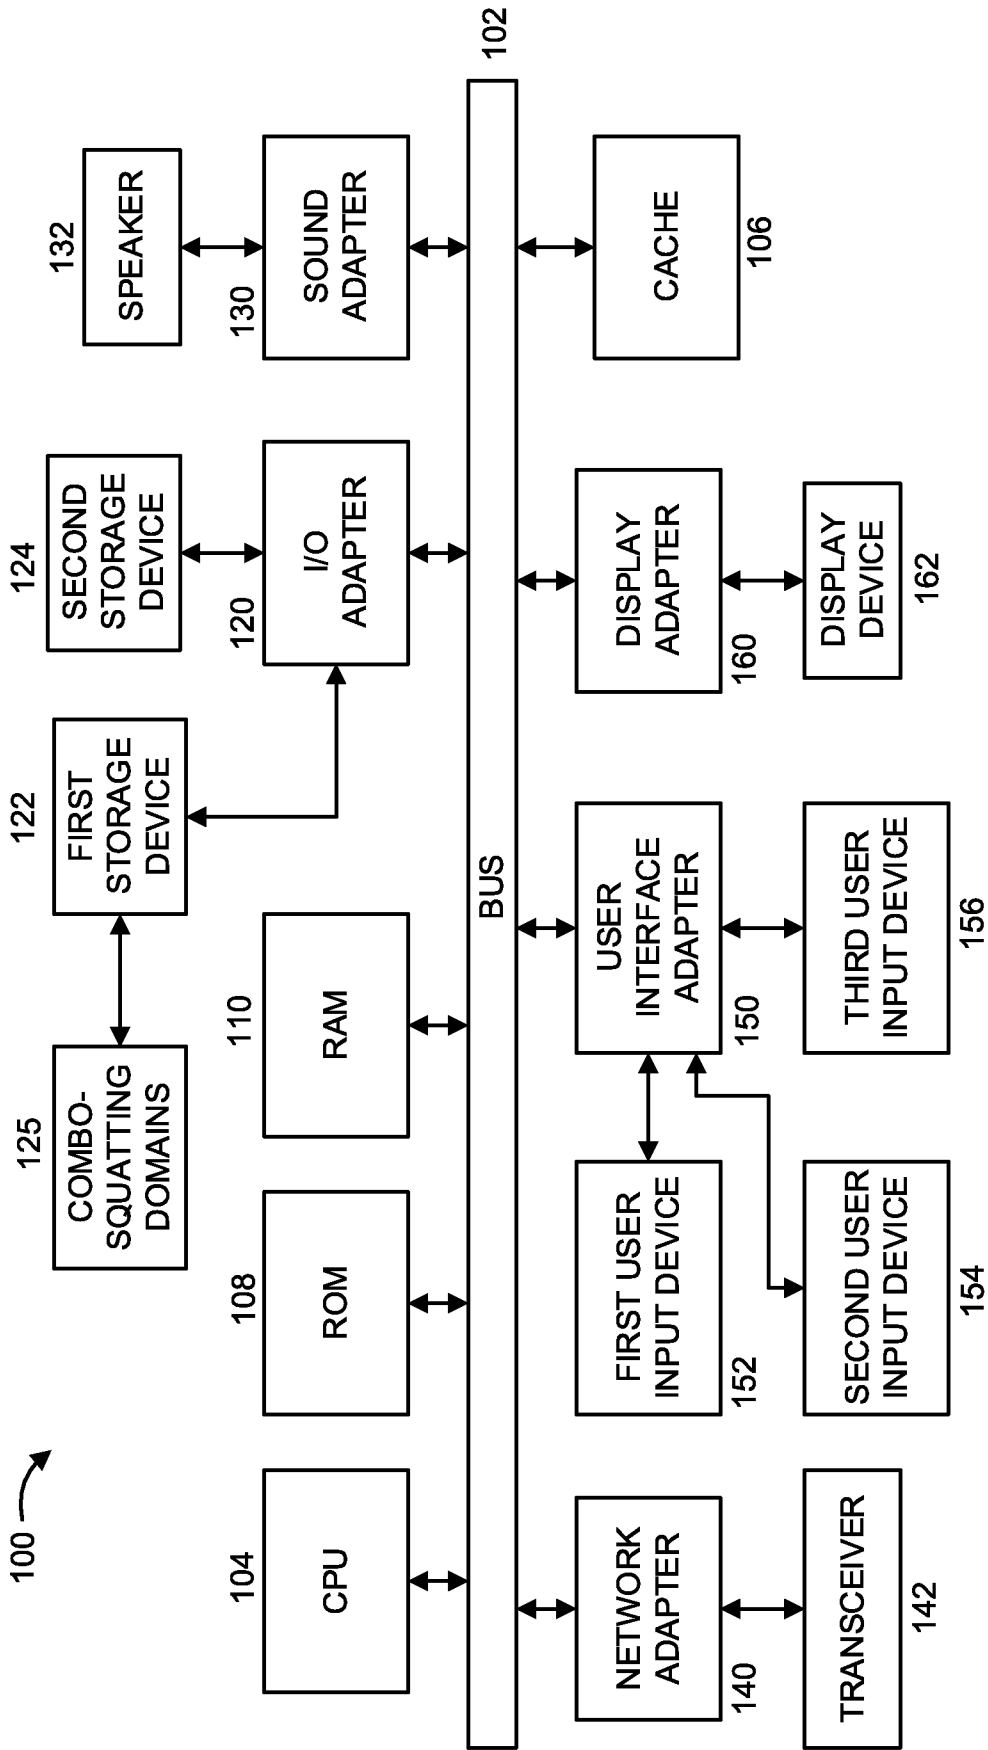 100
125
COMBO-
SQUATTING
DOMAINS
122
FIRST
STORAGE
DEVICE
124
SECOND
STORAGE
DEVICE
132
SPEAKER
104
CPU
108
ROM
110
RAM
120
I/O
ADAPTER
130
SOUND
ADAPTER
BUS
102
NETWORK
ADAPTER
140
FIRST USER
INPUT DEVICE
152
USER
INTERFACE
ADAPTER
150
DISPLAY
ADAPTER
160
CACHE
106
TRANSCEIVER
142
SECOND USER
INPUT DEVICE
154
THIRD USER
INPUT DEVICE
156
DISPLAY
DEVICE
162